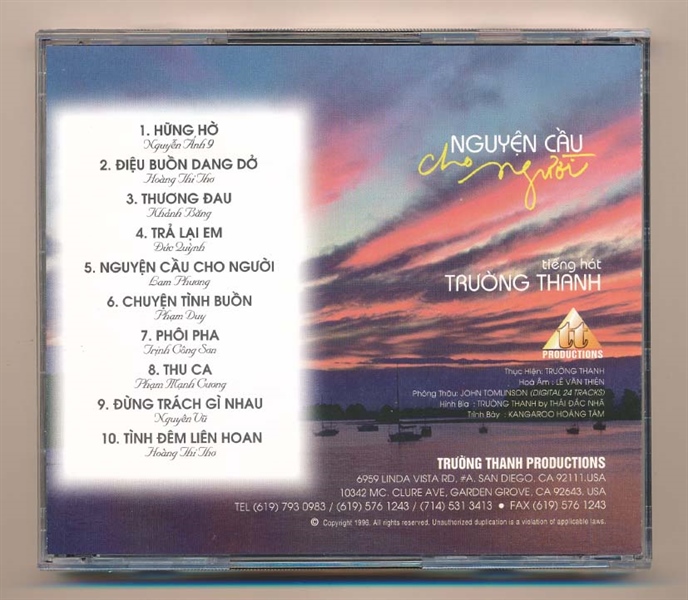 1. HỮNG HỜ
Nguyễn Ánh 9
2. ĐIỆU BUỒN DANG DỞ
Hoàng Thi Thơ
3. THƯƠNG ĐAU
Khánh Băng
4. TRẢ LẠI EM
Đức Quỳnh
5. NGUYỆN CẦU CHO NGƯỜI
Lam Phương
6. CHUYỆN TÌNH BUỒN
Phạm Duy
7. PHÔI PHA
Trịnh Công Sơn
8. THU CA
Phạm Mạnh Cương
9. ĐỪNG TRÁCH GÌ NHAU
Nguyên Vũ
10. TÌNH ĐÊM LIÊN HOAN
Hoàng Thi Thơ
NGUYỆN CẦU
cho người
tiếng hát
TRƯỜNG THANH
tt
PRODUCTIONS
Thực Hiện: TRƯỜNG THANH
Hoà Âm : LÊ VĂN THIỆN
Phòng Thâu: JOHN TOMLINSON (DIGITAL 24 TRACKS)
Hình Bìa : TRƯỜNG THANH by THÁI ĐẮC NHÃ
Trình Bày : KANGAROO HOÀNG TÂM
TRƯỜNG THANH PRODUCTIONS
6959 LINDA VISTA RD, #A. SAN DIEGO, CA 92111.USA
10342 MC. CLURE AVE, GARDEN GROVE, CA 92643. USA
TEL (619) 793 0983 / (619) 576 1243 / (714) 531 3413 ● FAX (619) 576 1243
© Copyright 1996. All rights reserved. Unauthorized duplication is a violation of applicable laws.